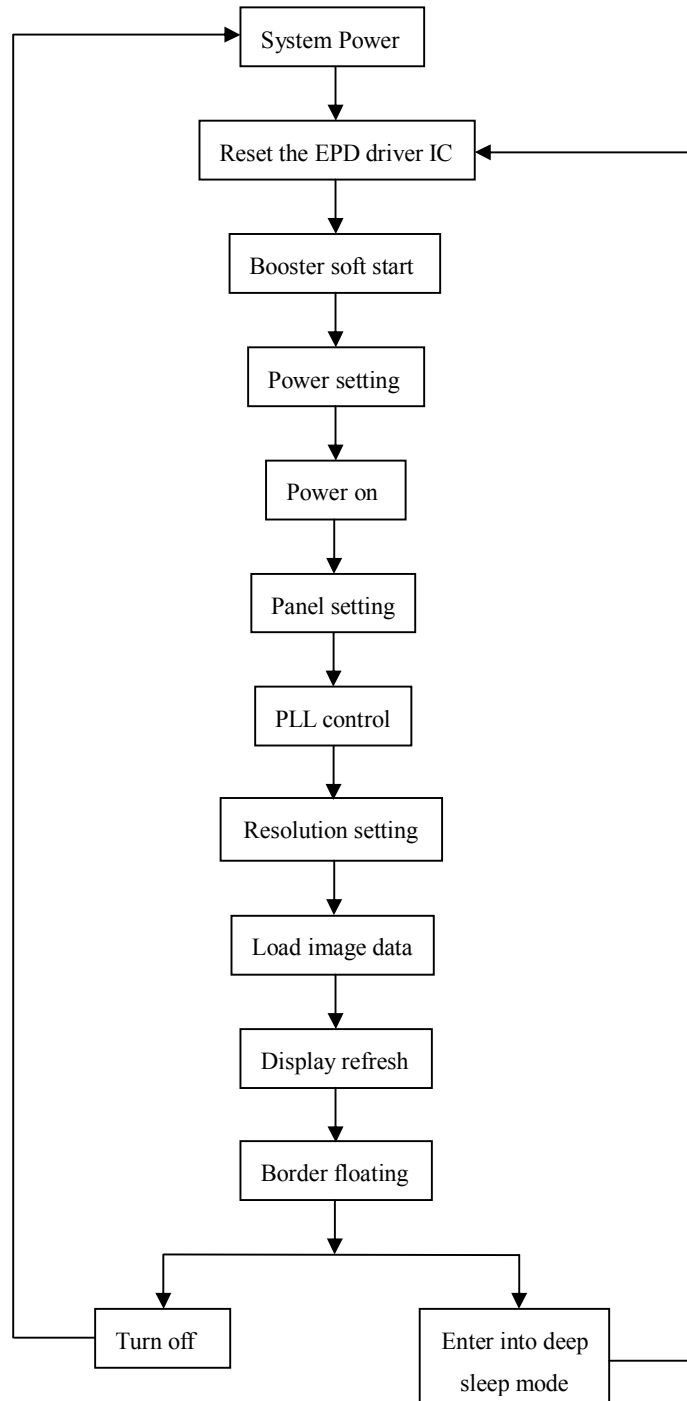 System Power
Reset the EPD driver IC
Booster soft start
Power setting
Power on
Panel setting
PLL control
Resolution setting
Load image data
Display refresh
Border floating
Turn off
Enter into deep
sleep mode